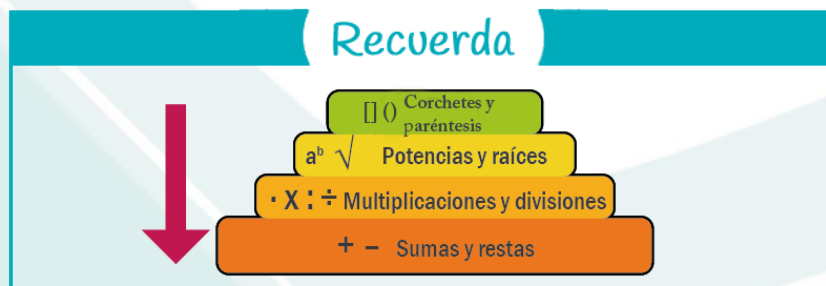 Recuerda
[] () Corchetes y
paréntesis
aᵇ √ Potencias y raíces
· x : ÷ Multiplicaciones y divisiones
+ − Sumas y restas